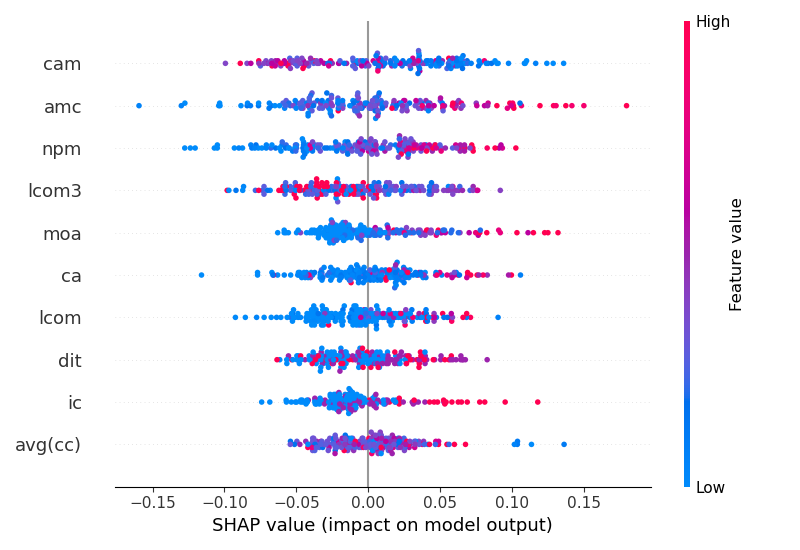 High
cam
amc
npm
lcom3
moa
ca
lcom
dit
ic
avg(cc)
Feature value
Low
−0.15 −0.10 −0.05 0.00 0.05 0.10 0.15
SHAP value (impact on model output)